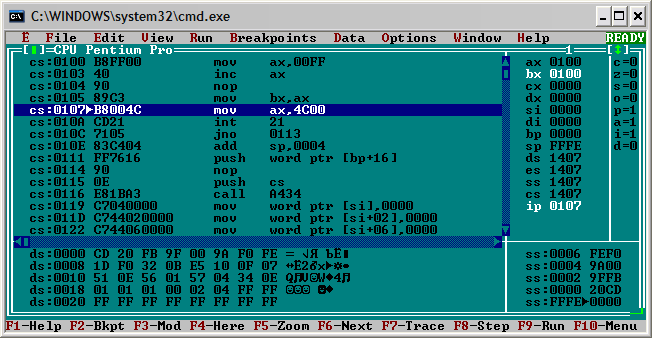 C:\WINDOWS\system32\cmd.exe
Ë File Edit View Run Breakpoints Data Options Window Help READY
[▮]=CPU Pentium Pro 1 [↕]
cs:0100 B8FF00 mov ax,00FF ax 0100 c=0
cs:0103 40 inc ax bx 0100 z=0
cs:0104 90 nop cx 0000 s=0
cs:0105 89C3 mov bx,ax dx 0000 o=0
cs:0107►B8004C mov ax,4C00 si 0000 p=1
cs:010A CD21 int 21 di 0000 a=1
cs:010C 7105 jno 0113 bp 0000 i=1
cs:010E 83C404 add sp,0004 sp FFFE d=0
cs:0111 FF7616 push word ptr [bp+16] ds 1407
cs:0114 90 nop es 1407
cs:0115 0E push cs ss 1407
cs:0116 E81BA3 call A434 cs 1407
cs:0119 C7040000 mov word ptr [si],0000 ip 0107
cs:011D C744020000 mov word ptr [si+02],0000
cs:0122 C744060000 mov word ptr [si+06],0000
ds:0000 CD 20 FB 9F 00 9A F0 FE = √Я ЬË▮ ss:0006 FEF0
ds:0008 1D F0 32 0B E5 10 0F 07 ↔Ë2♂х►☼• ss:0004 9A00
ds:0010 51 0E 56 01 57 04 34 0E Q♫V☺W♦4♫ ss:0002 9FFB
ds:0018 01 01 01 00 02 04 FF FF ☺☺☺ ☻♦ ss:0000 20CD
ds:0020 FF FF FF FF FF FF FF FF ss:FFFE►0000
F1-Help F2-Bkpt F3-Mod F4-Here F5-Zoom F6-Next F7-Trace F8-Step F9-Run F10-Menu